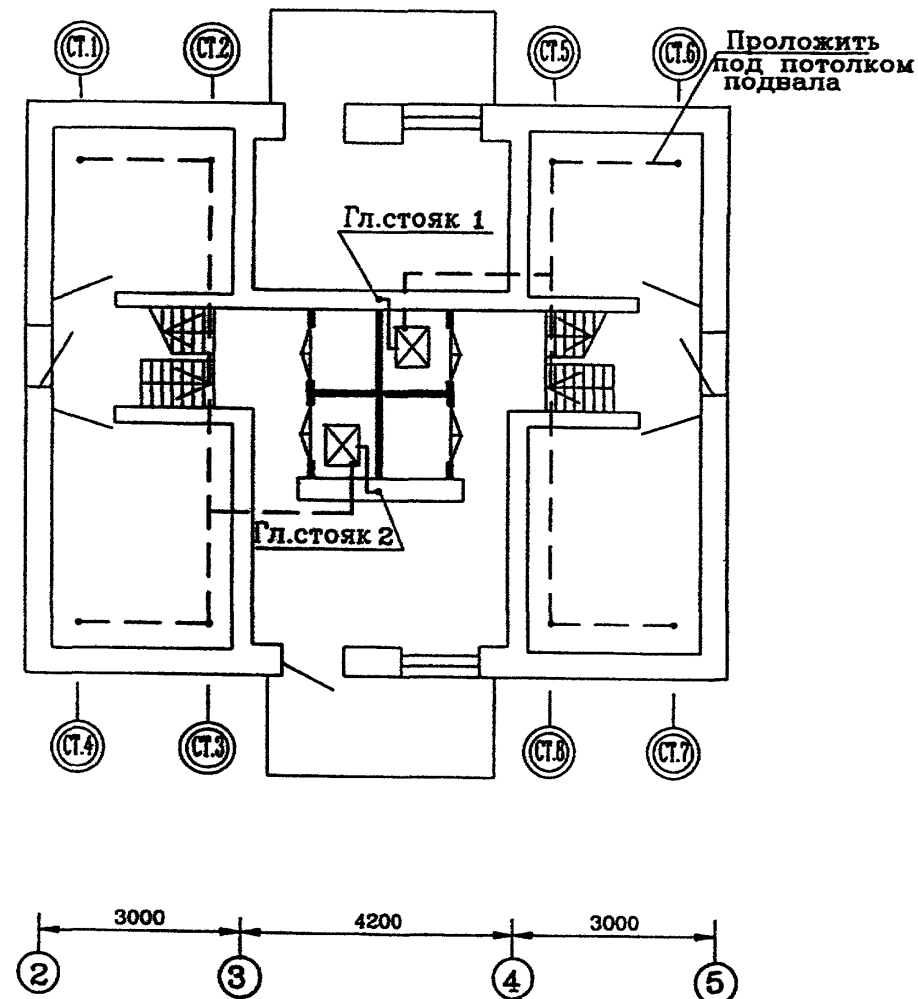 СТ.1
СТ.2
СТ.5
СТ.6
Проложить
под потолком
подвала
Гл.стояк 1
Гл.стояк 2
СТ.4
СТ.3
СТ.8
СТ.7
3000
4200
3000
2
3
4
5